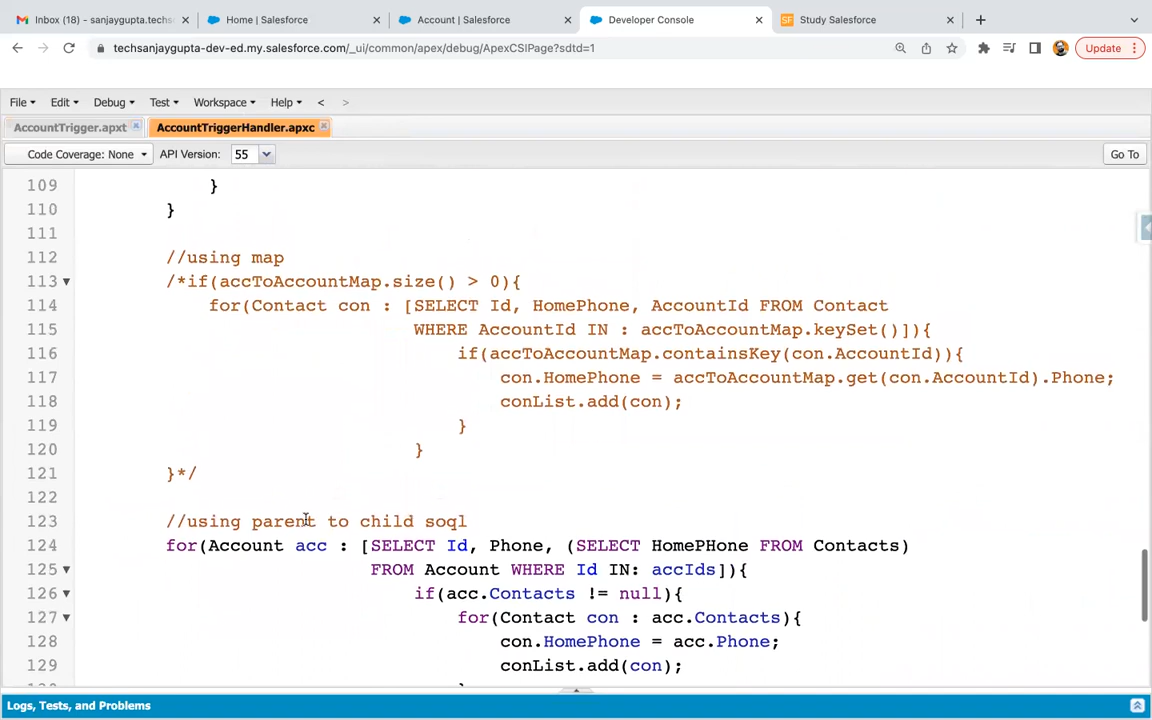 Inbox (18) - sanjaygupta.techs
Home | Salesforce
Account | Salesforce
Developer Console
SF Study Salesforce
techsanjaygupta-dev-ed.my.salesforce.com/_ui/common/apex/debug/ApexCSIPage?sdtd=1
Update
File Edit Debug Test Workspace Help < >
AccountTrigger.apxt AccountTriggerHandler.apxc
Code Coverage: None API Version: 55 Go To
109 }
110 }
111
112 //using map
113 /*if(accToAccountMap.size() > 0){
114 for(Contact con : [SELECT Id, HomePhone, AccountId FROM Contact
115 WHERE AccountId IN : accToAccountMap.keySet()]){
116 if(accToAccountMap.containsKey(con.AccountId)){
117 con.HomePhone = accToAccountMap.get(con.AccountId).Phone;
118 conList.add(con);
119 }
120 }
121 }*/
122
123 //using parent to child soql
124 for(Account acc : [SELECT Id, Phone, (SELECT HomePHone FROM Contacts)
125 FROM Account WHERE Id IN: accIds]){
126 if(acc.Contacts != null){
127 for(Contact con : acc.Contacts){
128 con.HomePhone = acc.Phone;
129 conList.add(con);
Logs, Tests, and Problems